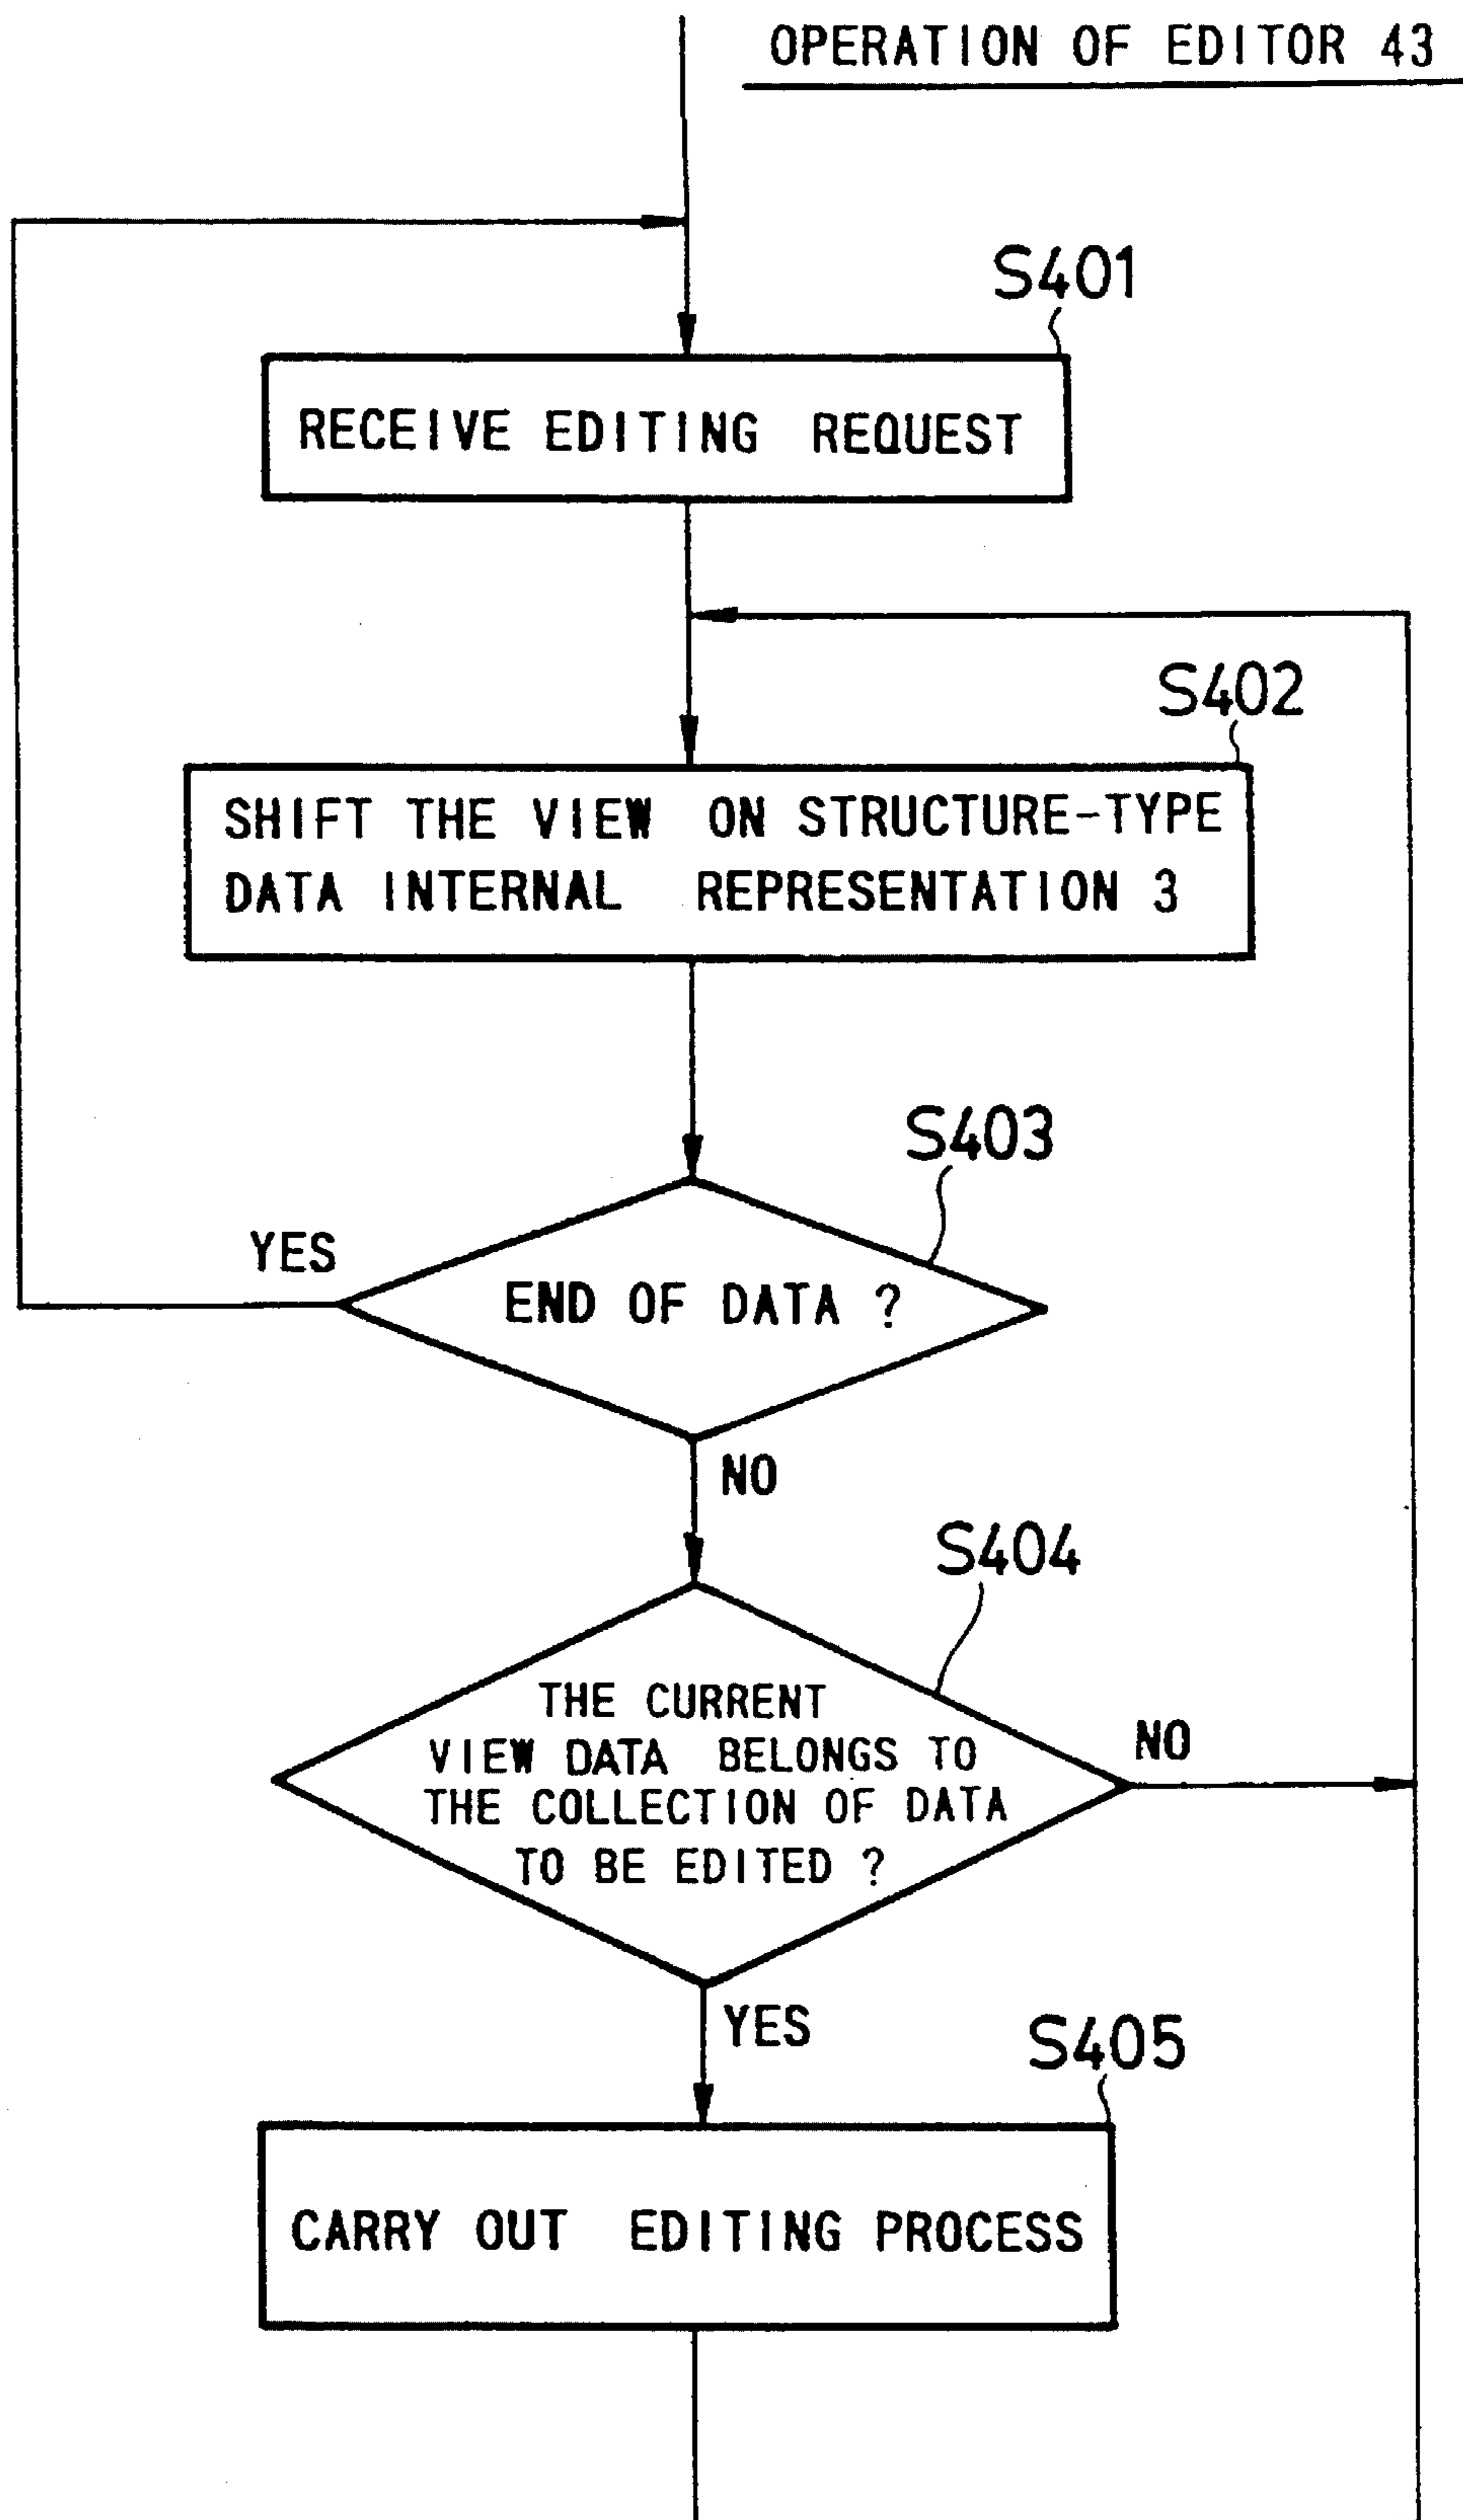 OPERATION OF EDITOR 43
S401
RECEIVE EDITING REQUEST
S402
SHIFT THE VIEW ON STRUCTURE-TYPE
DATA INTERNAL REPRESENTATION 3
S403
YES
END OF DATA ?
NO
S404
THE CURRENT
VIEW DATA BELONGS TO
THE COLLECTION OF DATA
TO BE EDITED ?
NO
YES
S405
CARRY OUT EDITING PROCESS